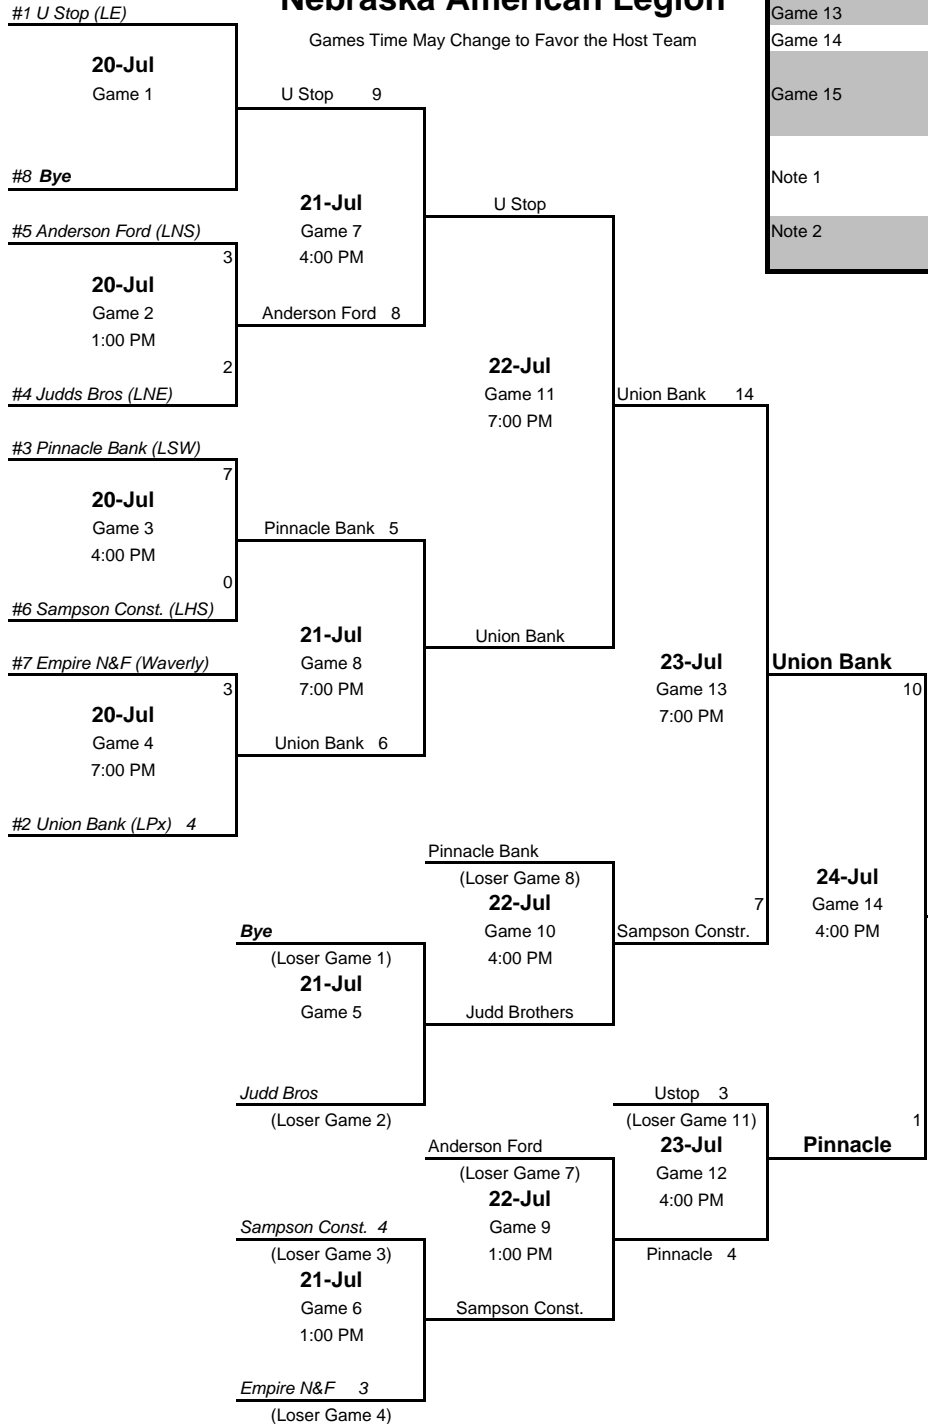 Nebraska American Legion
Games Time May Change to Favor the Host Team
#1 U Stop (LE)
20-Jul
Game 1
#8 Bye
U Stop 9
21-Jul
Game 7
4:00 PM
Anderson Ford 8
#5 Anderson Ford (LNS)
3
20-Jul
Game 2
1:00 PM
2
#4 Judds Bros (LNE)
U Stop
22-Jul
Game 11
7:00 PM
Union Bank
#3 Pinnacle Bank (LSW)
7
20-Jul
Game 3
4:00 PM
0
#6 Sampson Const. (LHS)
Pinnacle Bank 5
21-Jul
Game 8
7:00 PM
Union Bank 6
#7 Empire N&F (Waverly)
3
20-Jul
Game 4
7:00 PM
#2 Union Bank (LPx) 4
Union Bank 14
23-Jul
Game 13
7:00 PM
7
Sampson Constr.
Pinnacle Bank
(Loser Game 8)
22-Jul
Game 10
4:00 PM
Judd Brothers
Bye
(Loser Game 1)
21-Jul
Game 5
Judd Bros
(Loser Game 2)
Union Bank
10
24-Jul
Game 14
4:00 PM
1
Pinnacle
Ustop 3
(Loser Game 11)
23-Jul
Game 12
4:00 PM
Pinnacle 4
Anderson Ford
(Loser Game 7)
22-Jul
Game 9
1:00 PM
Sampson Const.
Sampson Const. 4
(Loser Game 3)
21-Jul
Game 6
1:00 PM
Empire N&F 3
(Loser Game 4)
Game 13
Game 14
Game 15
Note 1
Note 2